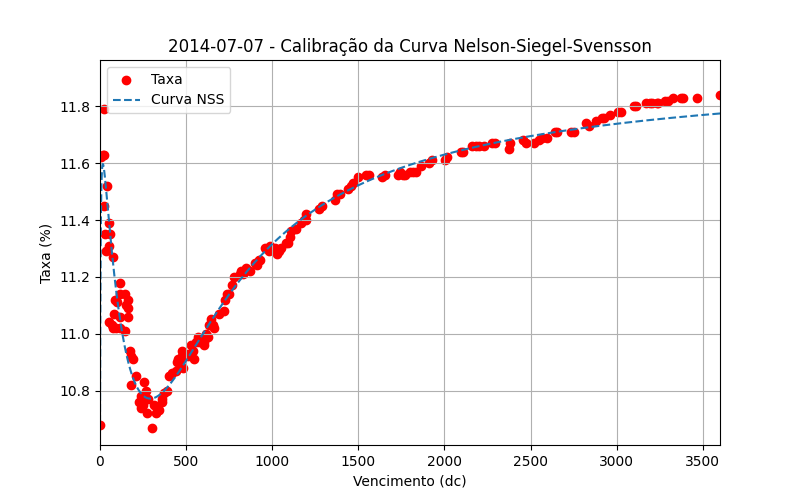 2014-07-07 - Calibração da Curva Nelson-Siegel-Svensson
Taxa
Curva NSS
Taxa (%)
11.8
11.6
11.4
11.2
11.0
10.8
0 500 1000 1500 2000 2500 3000 3500
Vencimento (dc)